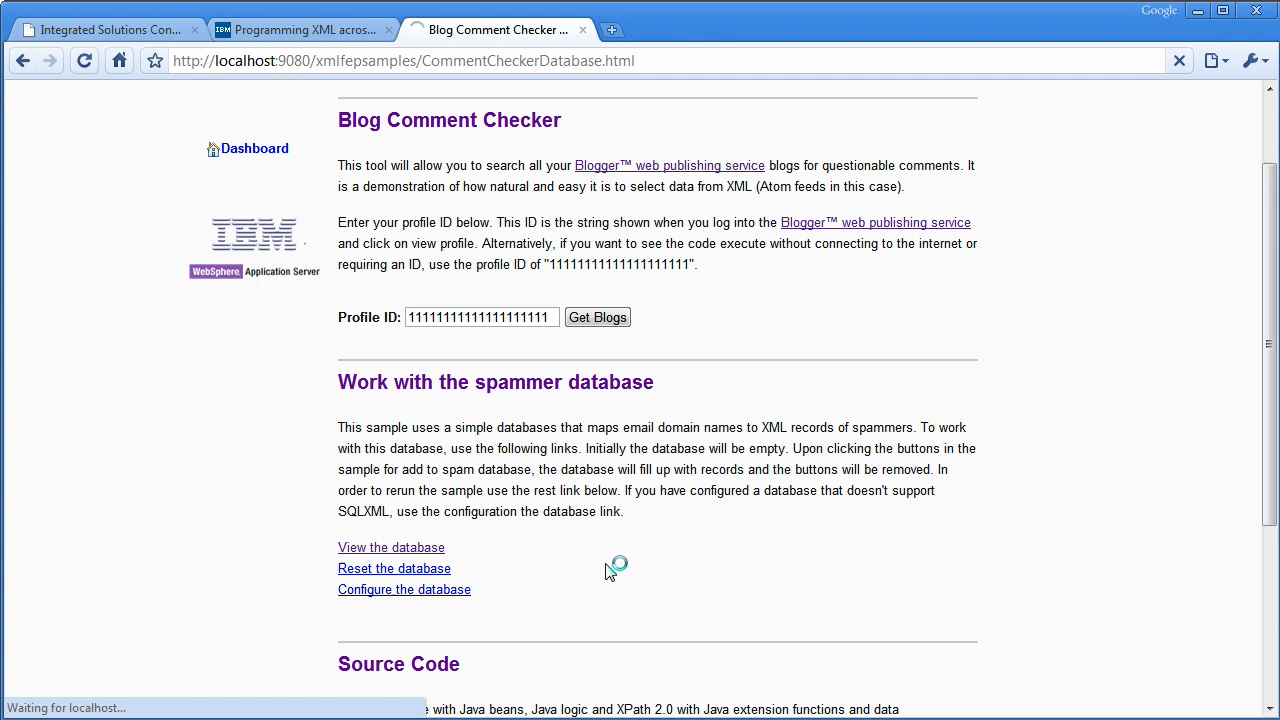 Google
Integrated Solutions Con...
IBM Programming XML across...
Blog Comment Checker ...
http://localhost:9080/xmlfepsamples/CommentCheckerDatabase.html
Blog Comment Checker
Dashboard
This tool will allow you to search all your Blogger™ web publishing service blogs for questionable comments. It
is a demonstration of how natural and easy it is to select data from XML (Atom feeds in this case).
IBM.
WebSphere. Application Server
Enter your profile ID below. This ID is the string shown when you log into the Blogger™ web publishing service
and click on view profile. Alternatively, if you want to see the code execute without connecting to the internet or
requiring an ID, use the profile ID of "11111111111111111111".
Profile ID: 11111111111111111111 Get Blogs
Work with the spammer database
This sample uses a simple databases that maps email domain names to XML records of spammers. To work
with this database, use the following links. Initially the database will be empty. Upon clicking the buttons in the
sample for add to spam database, the database will fill up with records and the buttons will be removed. In
order to rerun the sample use the rest link below. If you have configured a database that doesn't support
SQLXML, use the configuration the database link.
View the database
Reset the database
Configure the database
Source Code
with Java beans, Java logic and XPath 2.0 with Java extension functions and data
Waiting for localhost...